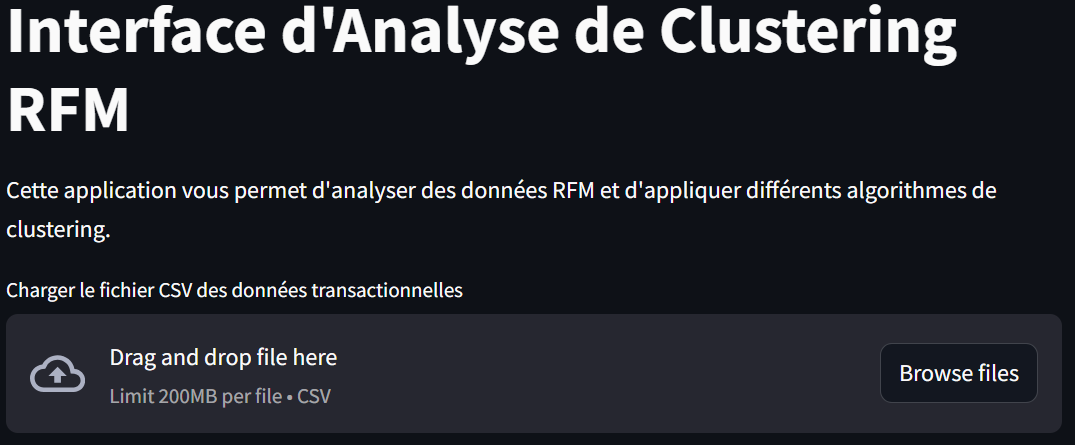 Interface d'Analyse de Clustering
RFM
Cette application vous permet d'analyser des données RFM et d'appliquer différents algorithmes de
clustering.
Charger le fichier CSV des données transactionnelles
Drag and drop file here
Limit 200MB per file • CSV
Browse files